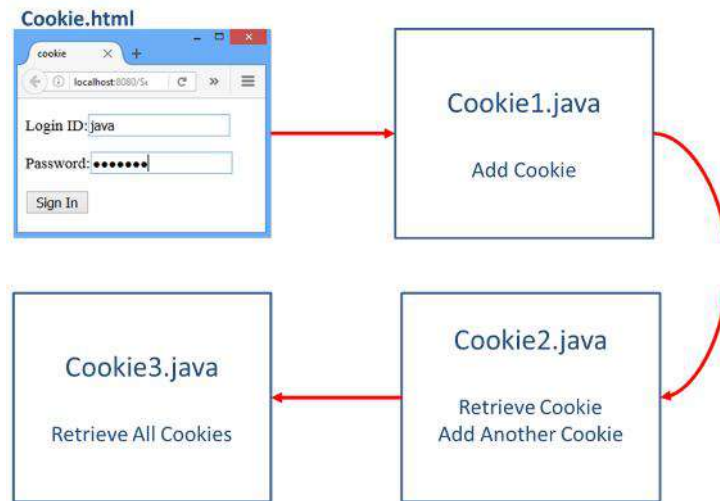 Cookie.html
cookie
localhost:8080/Se
Login ID: java
Password: •••••••
Sign In
Cookie1.java
Add Cookie
Cookie2.java
Retrieve Cookie
Add Another Cookie
Cookie3.java
Retrieve All Cookies